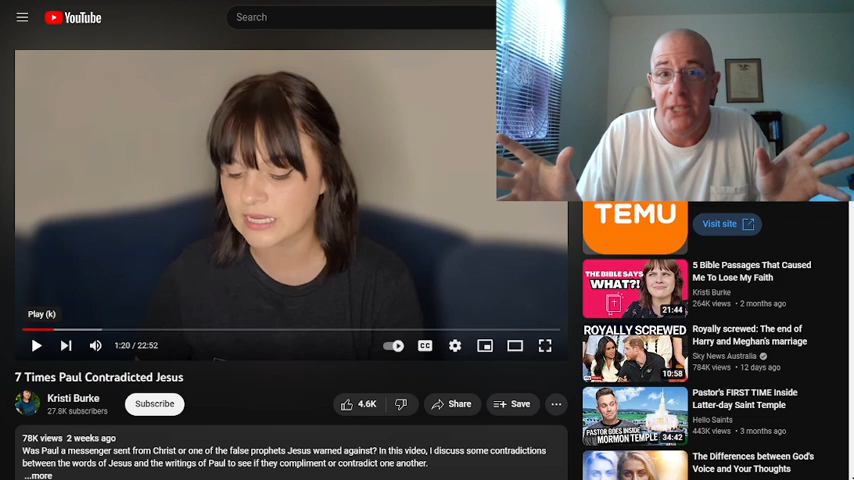 YouTube
Search
TEMU
Visit site
Play (k)
1:20 / 22:52
CC
7 Times Paul Contradicted Jesus
Kristi Burke
27.8K subscribers
Subscribe
4.6K
Share
Save
78K views 2 weeks ago
Was Paul a messenger sent from Christ or one of the false prophets Jesus warned against? In this video, I discuss some contradictions
between the words of Jesus and the writings of Paul to see if they compliment or contradict one another.
...more
THE BIBLE SAYS
WHAT?!
21:44
5 Bible Passages That Caused
Me To Lose My Faith
Kristi Burke
264K views • 2 months ago
ROYALLY SCREWED
10:58
Royally screwed: The end of
Harry and Meghan's marriage
Sky News Australia
784K views • 12 days ago
PASTOR GOES INSIDE
MORMON TEMPLE
34:42
Pastor's FIRST TIME Inside
Latter-day Saint Temple
Hello Saints
443K views • 3 months ago
The Differences between God's
Voice and Your Thoughts